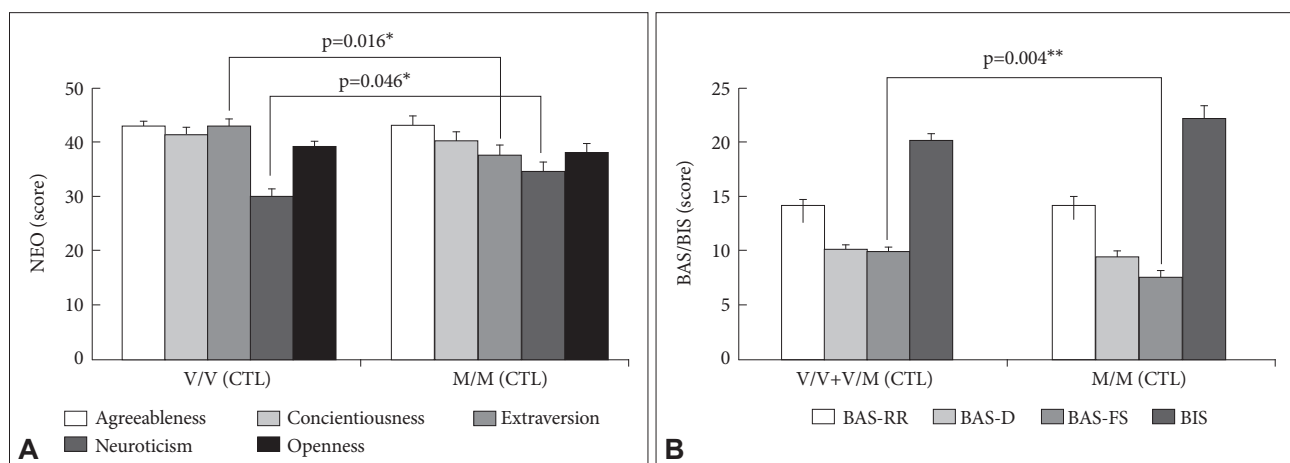 p=0.016*
p=0.046*
NEO (score)
50
40
30
20
10
0
V/V (CTL)
M/M (CTL)
Agreeableness
Concientiousness
Extraversion
Neuroticism
Openness
A
p=0.004**
BAS/BIS (score)
25
20
15
10
5
0
V/V+V/M (CTL)
M/M (CTL)
BAS-RR
BAS-D
BAS-FS
BIS
B